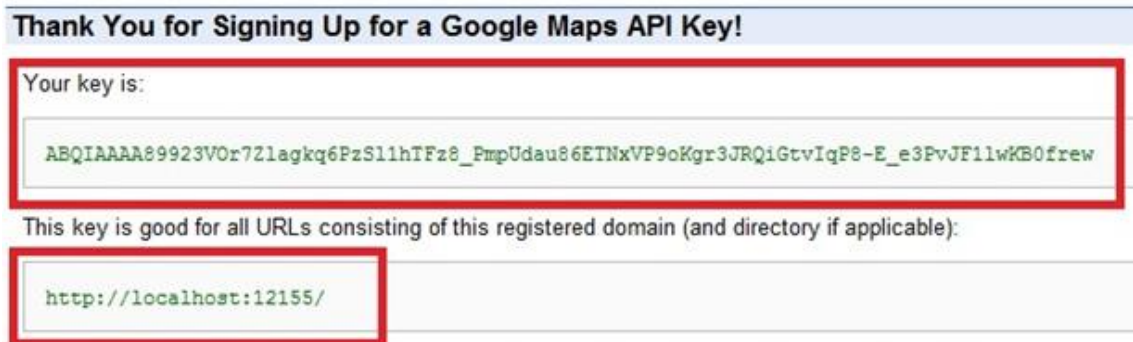 Thank You for Signing Up for a Google Maps API Key!
Your key is:
ABQIAAAA89923VOr7Zlagkq6PzSl1hTFz8_PmpUdau86ETNxVP9oKgr3JRQiGtvIqP8-E_e3PvJF1lwKB0frew
This key is good for all URLs consisting of this registered domain (and directory if applicable):
http://localhost:12155/